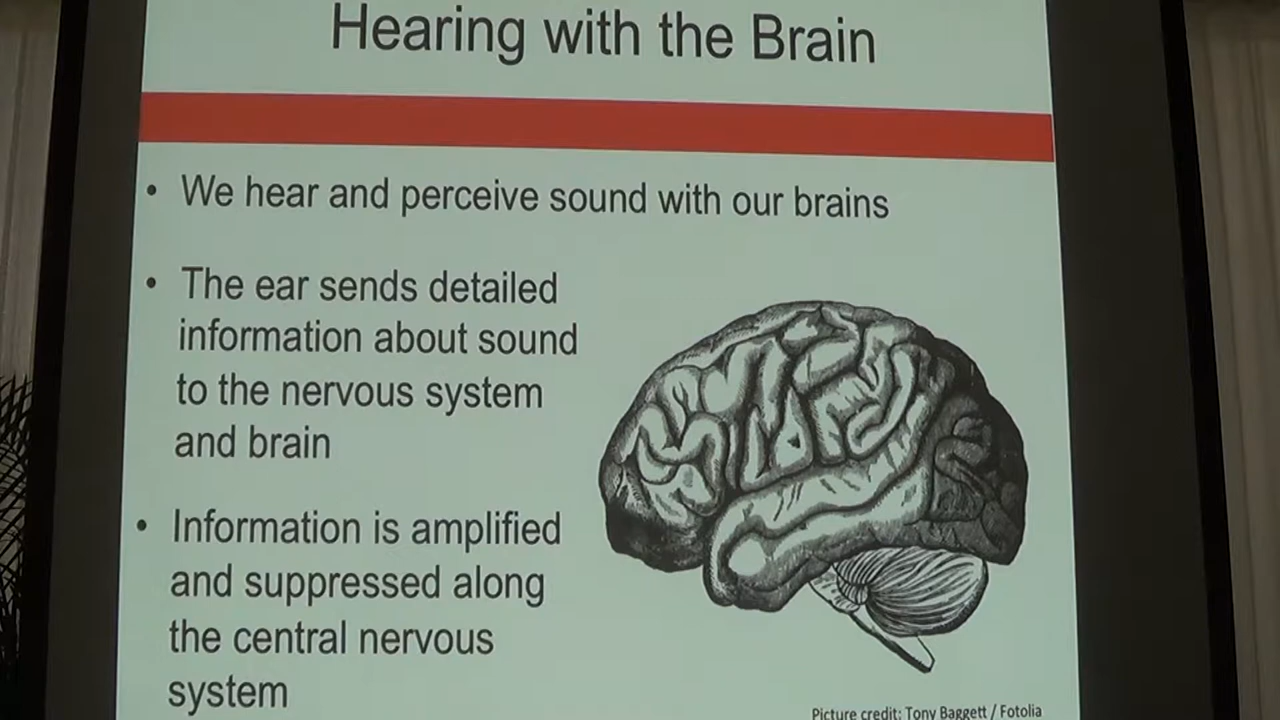 Hearing with the Brain
• We hear and perceive sound with our brains
• The ear sends detailed
information about sound
to the nervous system
and brain
• Information is amplified
and suppressed along
the central nervous
system
Picture credit: Tony Baggett / Fotolia